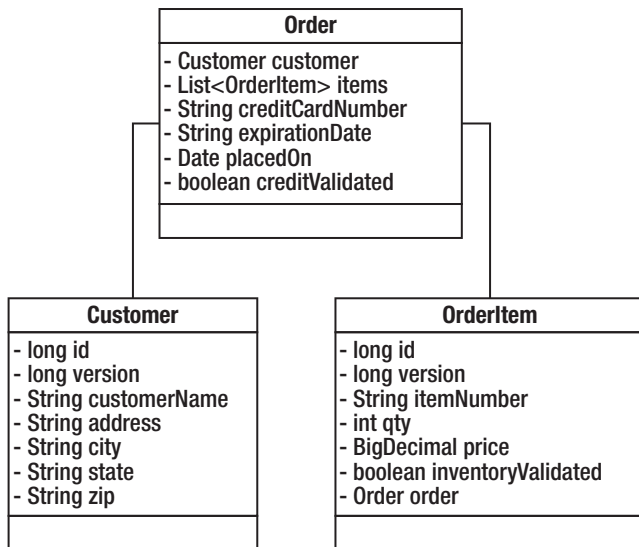 Order
- Customer customer
- List<OrderItem> items
- String creditCardNumber
- String expirationDate
- Date placedOn
- boolean creditValidated
Customer
- long id
- long version
- String customerName
- String address
- String city
- String state
- String zip
OrderItem
- long id
- long version
- String itemNumber
- int qty
- BigDecimal price
- boolean inventoryValidated
- Order order